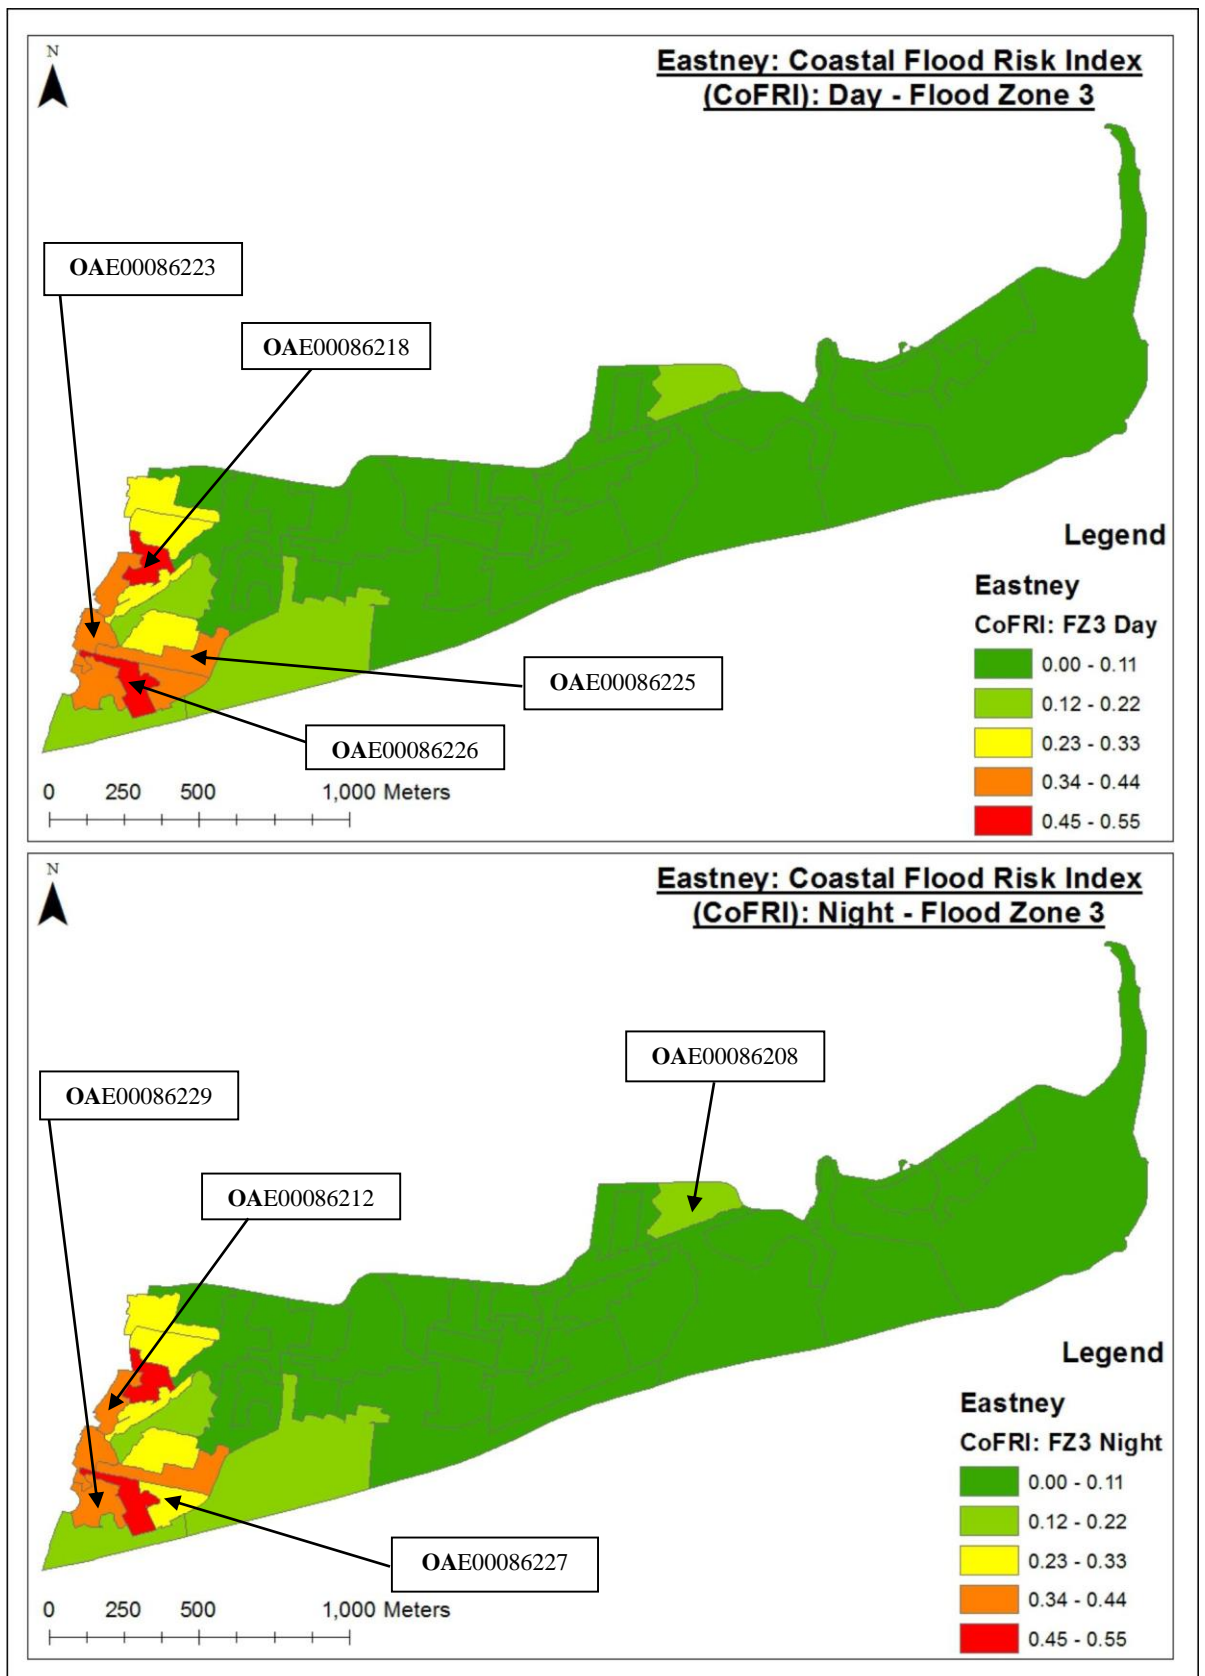 N
Eastney: Coastal Flood Risk Index
(CoFRI): Day - Flood Zone 3
OAE00086223
OAE00086218
OAE00086225
OAE00086226
Legend
Eastney
CoFRI: FZ3 Day
0.00 - 0.11
0.12 - 0.22
0.23 - 0.33
0.34 - 0.44
0.45 - 0.55
0 250 500 1,000 Meters
N
Eastney: Coastal Flood Risk Index
(CoFRI): Night - Flood Zone 3
OAE00086208
OAE00086229
OAE00086212
OAE00086227
Legend
Eastney
CoFRI: FZ3 Night
0.00 - 0.11
0.12 - 0.22
0.23 - 0.33
0.34 - 0.44
0.45 - 0.55
0 250 500 1,000 Meters